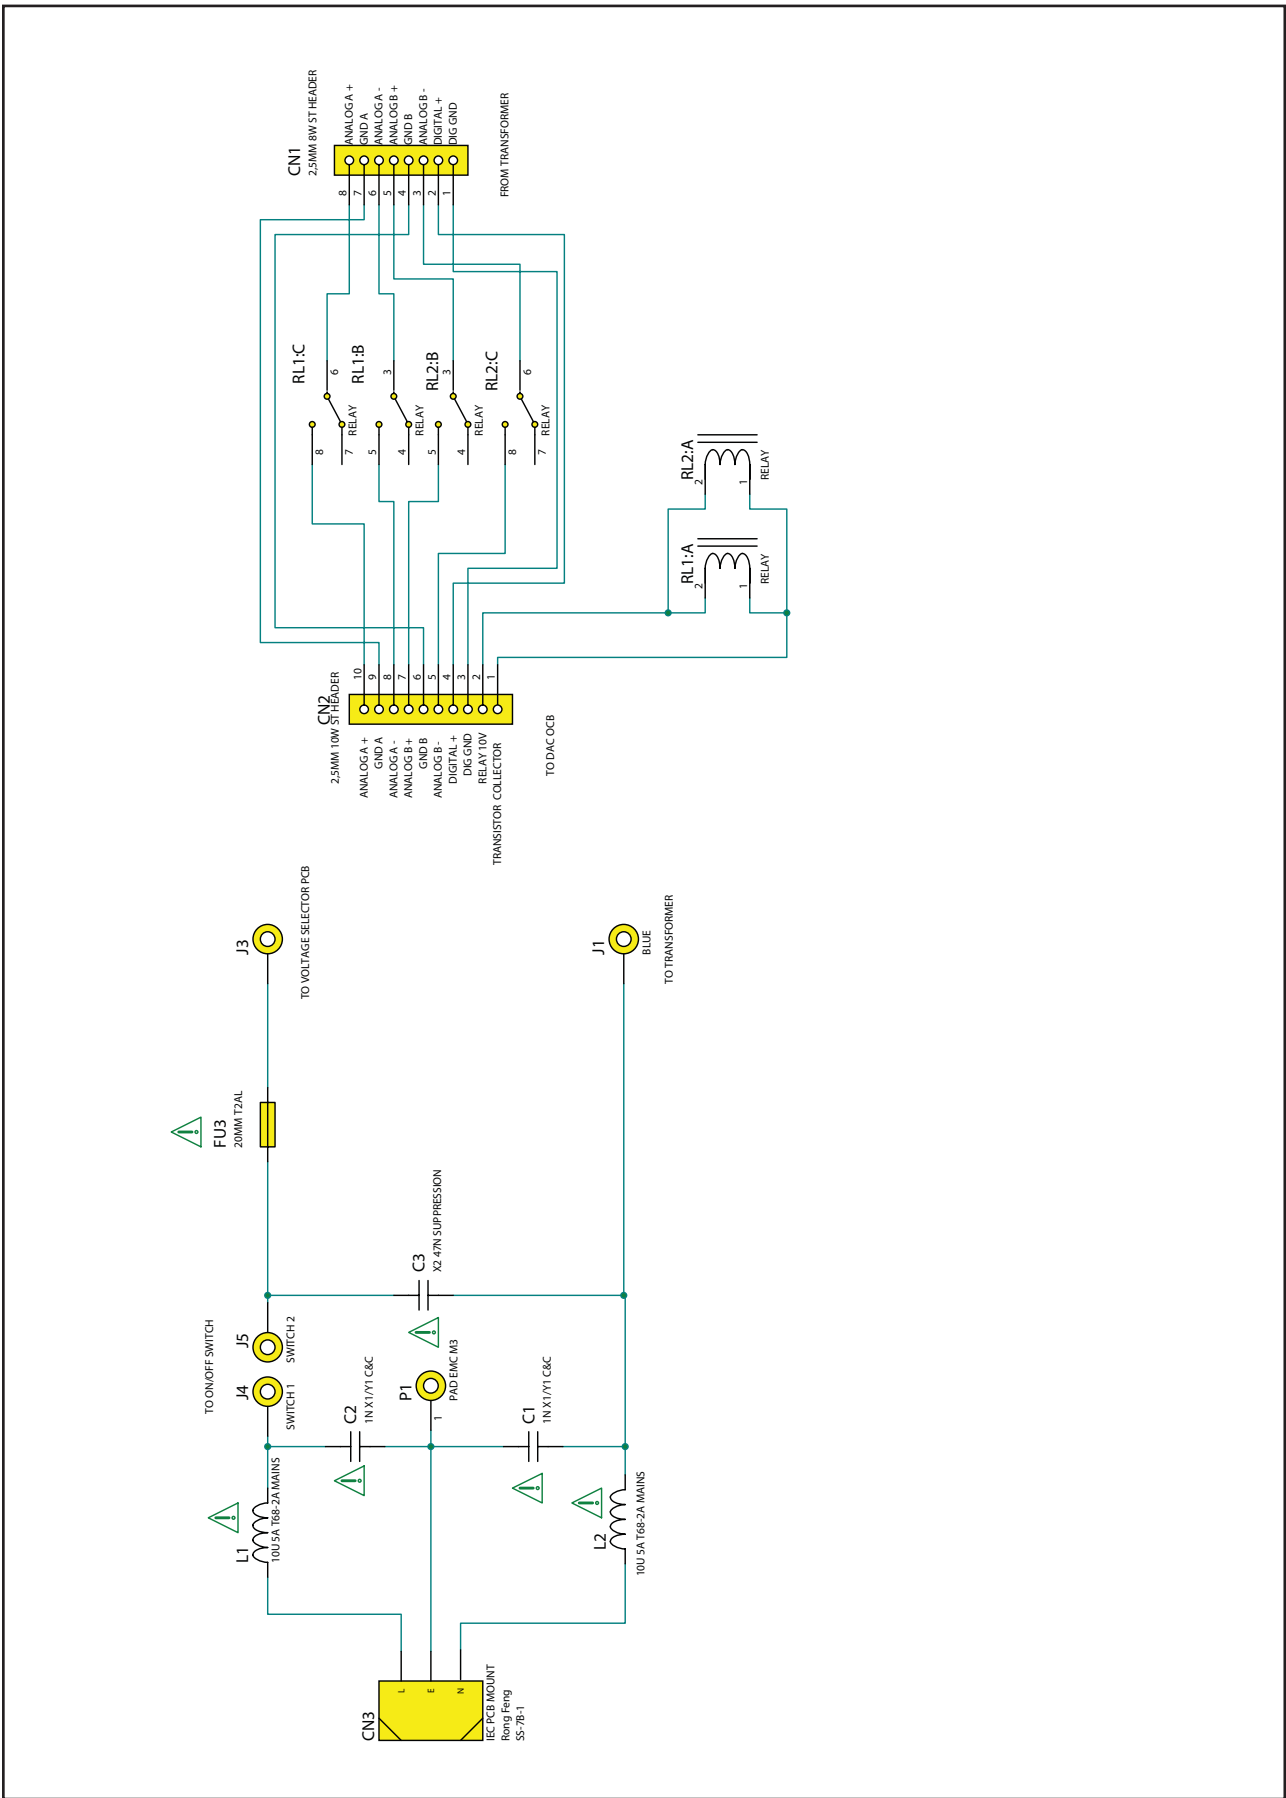 CN3
IEC PCB MOUNT
Rong Feng
SS-7B-1
L
E
N
L1
10U 5A T68-2A MAINS
L2
10U 5A T68-2A MAINS
C2
1N X1/Y1 C&C
C1
1N X1/Y1 C&C
P1
1
PAD EMC M3
TO ON/OFF SWITCH
J4
SWITCH 1
J5
SWITCH 2
C3
X2 47N SUPPRESSION
FU3
20MM T2AL
J3
TO VOLTAGE SELECTOR PCB
J1
BLUE
TO TRANSFORMER
CN2
2,5MM 10W ST HEADER
ANALOG A +
GND A
ANALOG A -
ANALOG B +
GND B
ANALOG B -
DIGITAL +
DIG GND
RELAY 10V
TRANSISTOR COLLECTOR
TO DAC OCB
10
9
8
7
6
5
4
3
2
1
RL1:C
8
7
6
RELAY
RL1:B
5
4
3
RELAY
RL2:B
5
4
3
RELAY
RL2:C
8
7
6
RELAY
RL1:A
2
1
RELAY
RL2:A
2
1
RELAY
CN1
2,5MM 8W ST HEADER
8
7
6
5
4
3
2
1
ANALOG A +
GND A
ANALOG A -
ANALOG B +
GND B
ANALOG B -
DIGITAL +
DIG GND
FROM TRANSFORMER